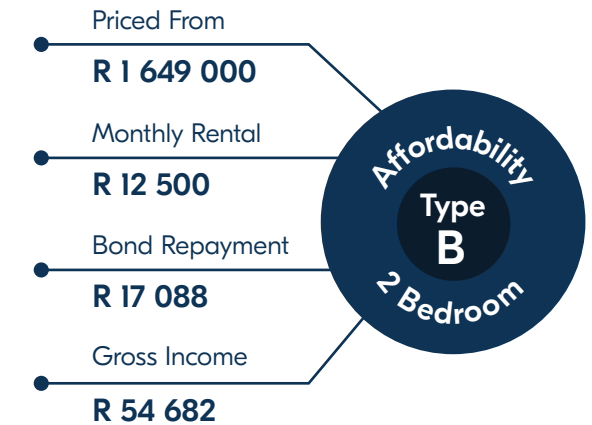 Priced From
R 1 649 000
Monthly Rental
R 12 500
Bond Repayment
R 17 088
Gross Income
R 54 682
Affordability
Type
B
2 Bedroom